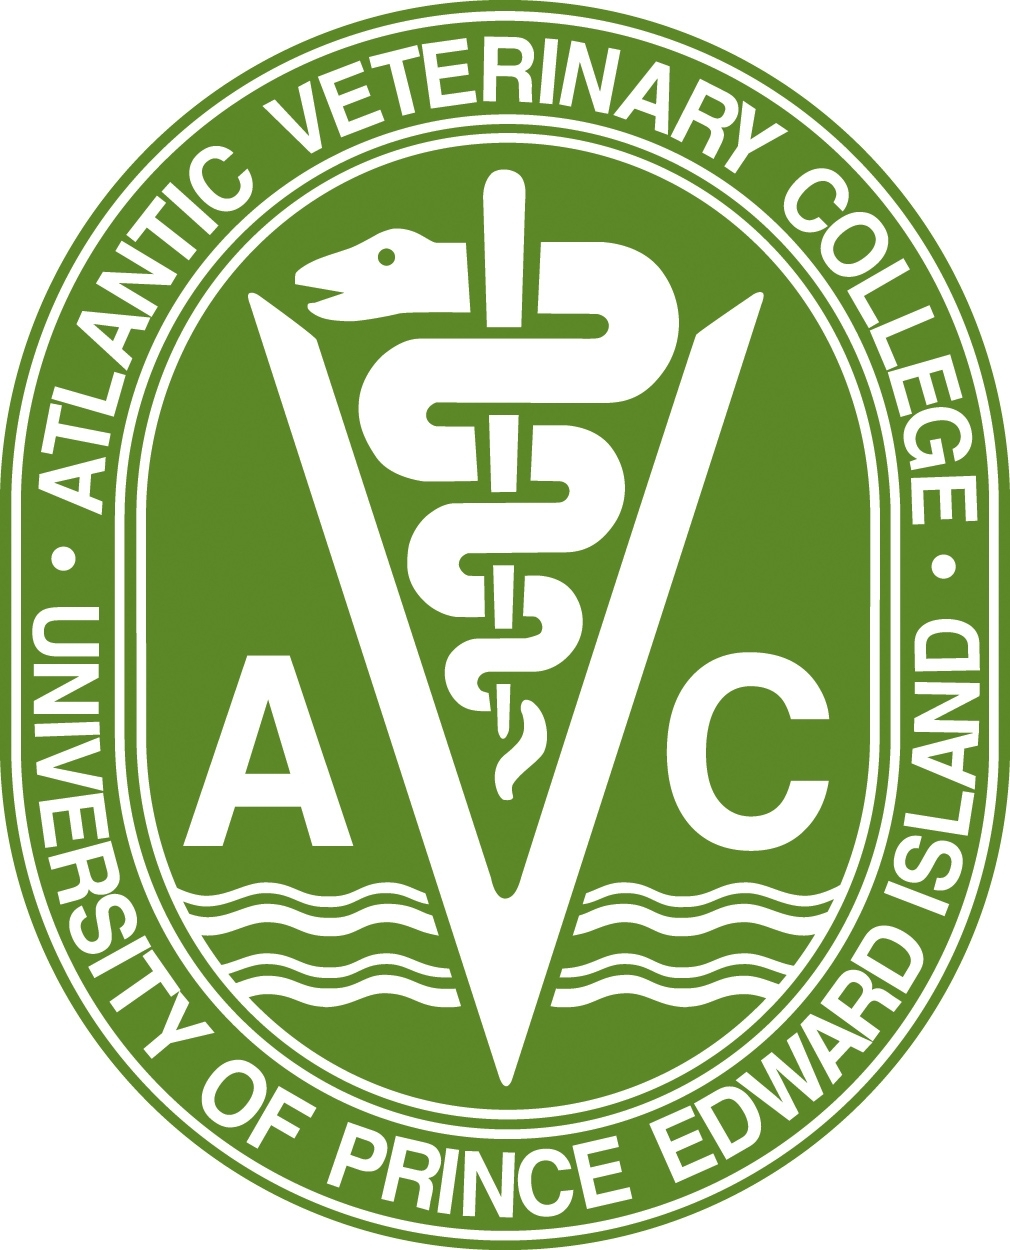 ATLANTIC VETERINARY COLLEGE •
UNIVERSITY OF PRINCE EDWARD ISLAND •
A V C